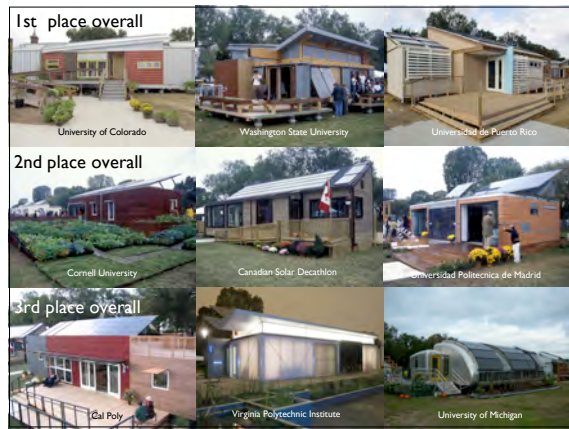 1st place overall
University of Colorado
Washington State University
Universidad de Puerto Rico
2nd place overall
Cornell University
Canadian Solar Decathlon
Universidad Politecnica de Madrid
3rd place overall
Cal Poly
Virginia Polytechnic Institute
University of Michigan